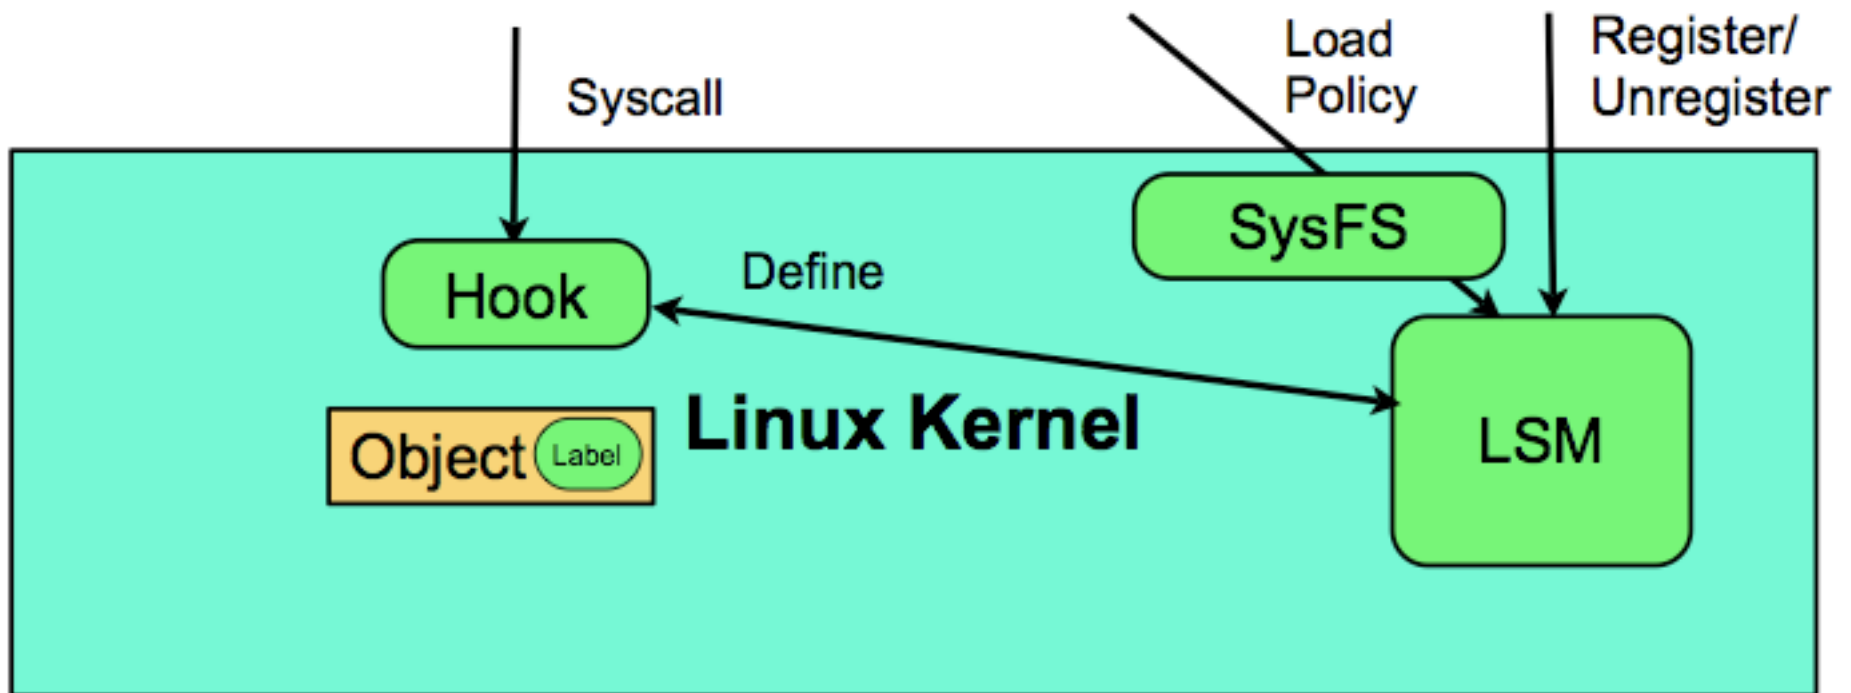 Syscall
Load
Policy
Register/
Unregister
SysFS
Hook
Define
Linux Kernel
Object
Label
LSM